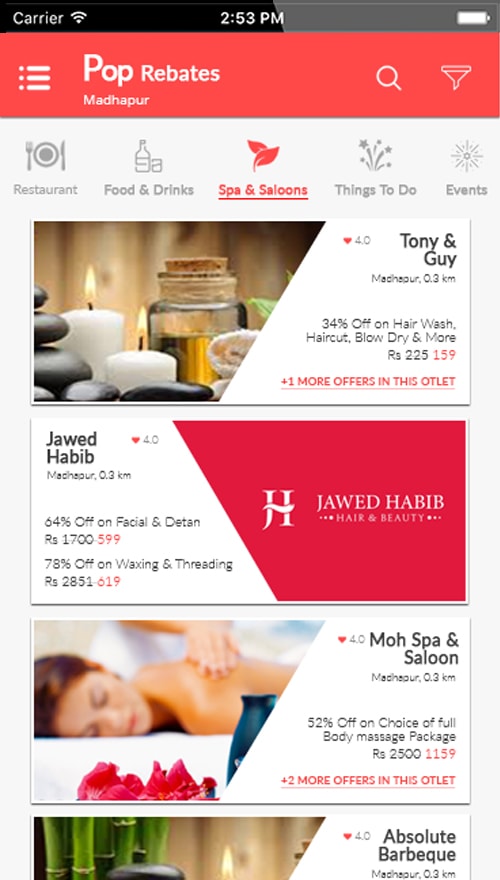 Carrier 2:53 PM
Pop Rebates
Madhapur
Restaurant Food & Drinks Spa & Saloons Things To Do Events
4.0 Tony &
Guy
Madhapur, 0.3 km
34% Off on Hair Wash,
Haircut, Blow Dry & More
Rs 225 159
+1 MORE OFFERS IN THIS OTLET
Jawed 4.0
Habib
Madhapur, 0.3 km
64% Off on Facial & Detan
Rs 1700-599
78% Off on Waxing & Threading
Rs 2851-619
JH
JAWED HABIB
HAIR & BEAUTY
4.0 Moh Spa &
Saloon
Madhapur, 0.3 km
52% Off on Choice of full
Body massage Package
Rs 2500 1159
+2 MORE OFFERS IN THIS OTLET
4.0 Absolute
Barbeque
Madhapur, 0.3 km